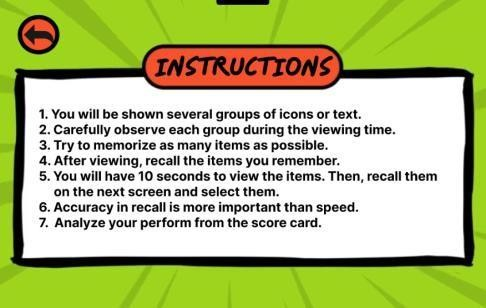 INSTRUCTIONS
1. You will be shown several groups of icons or text.
2. Carefully observe each group during the viewing time.
3. Try to memorize as many items as possible.
4. After viewing, recall the items you remember.
5. You will have 10 seconds to view the items. Then, recall them
on the next screen and select them.
6. Accuracy in recall is more important than speed.
7. Analyze your perform from the score card.